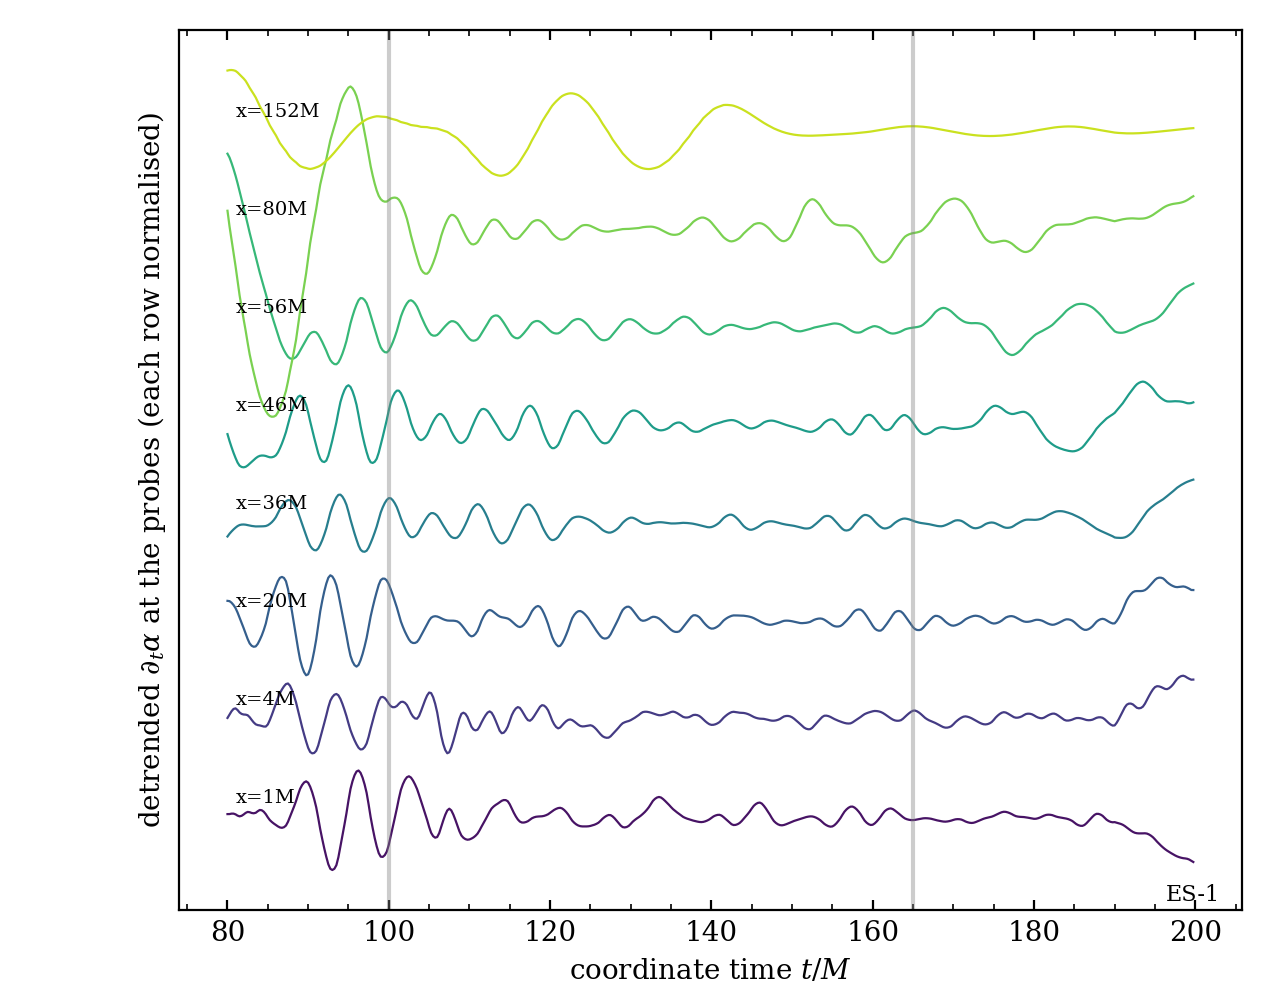 detrended ∂ₜα at the probes (each row normalised)
x=152M
x=80M
x=56M
x=46M
x=36M
x=20M
x=4M
x=1M
ES-1
80 100 120 140 160 180 200
coordinate time t/M